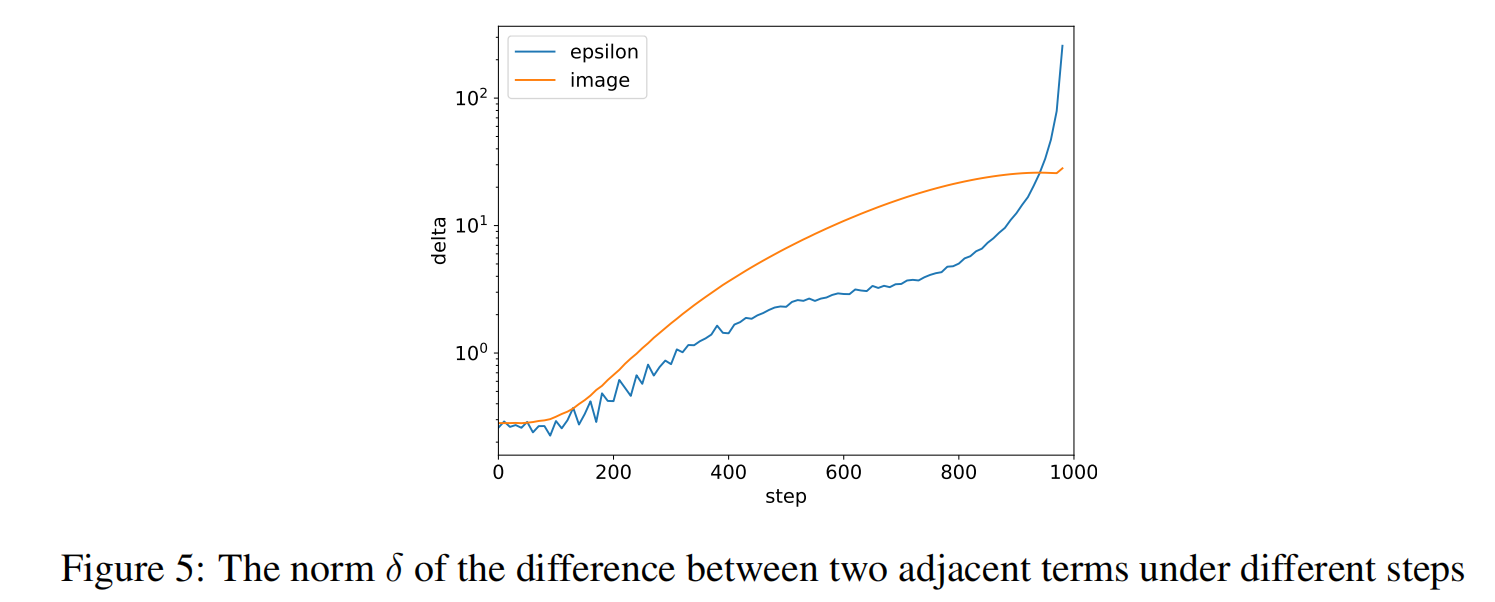 epsilon
image
10²
10¹
10⁰
delta
0 200 400 600 800 1000
step
Figure 5: The norm δ of the difference between two adjacent terms under different steps